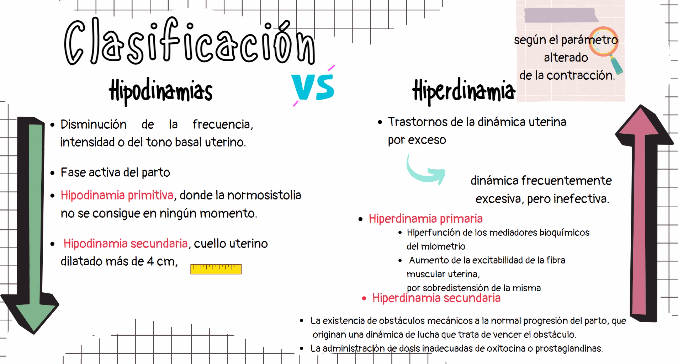 Clasificación
según el parámetro
alterado
de la contracción.
Hipodinamias
VS
Hiperdinamia
Disminución de la frecuencia,
intensidad o del tono basal uterino.
Fase activa del parto
Hipodinamia primitiva, donde la normosistolia
no se consigue en ningún momento.
Hipodinamia secundaria, cuello uterino
dilatado más de 4 cm,
Trastornos de la dinámica uterina
por exceso
dinámica frecuentemente
excesiva, pero inefectiva.
Hiperdinamia primaria
Hiperfunción de los mediadores bioquímicos
del miometrio
Aumento de la excitabilidad de la fibra
muscular uterina,
por sobredistensión de la misma
Hiperdinamia secundaria
La existencia de obstáculos mecánicos a la normal progresión del parto, que
originan una dinámica de lucha que trata de vencer el obstáculo.
La administración de dosis inadecuadas de oxitocina o prostaglandinas.